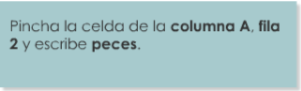 Pincha la celda de la columna A, fila
2 y escribe peces.